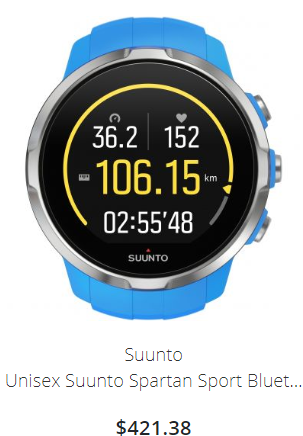 36.2 152
106.15 km
02:55'48
SUUNTO
Suunto
Unisex Suunto Spartan Sport Bluet...
$421.38